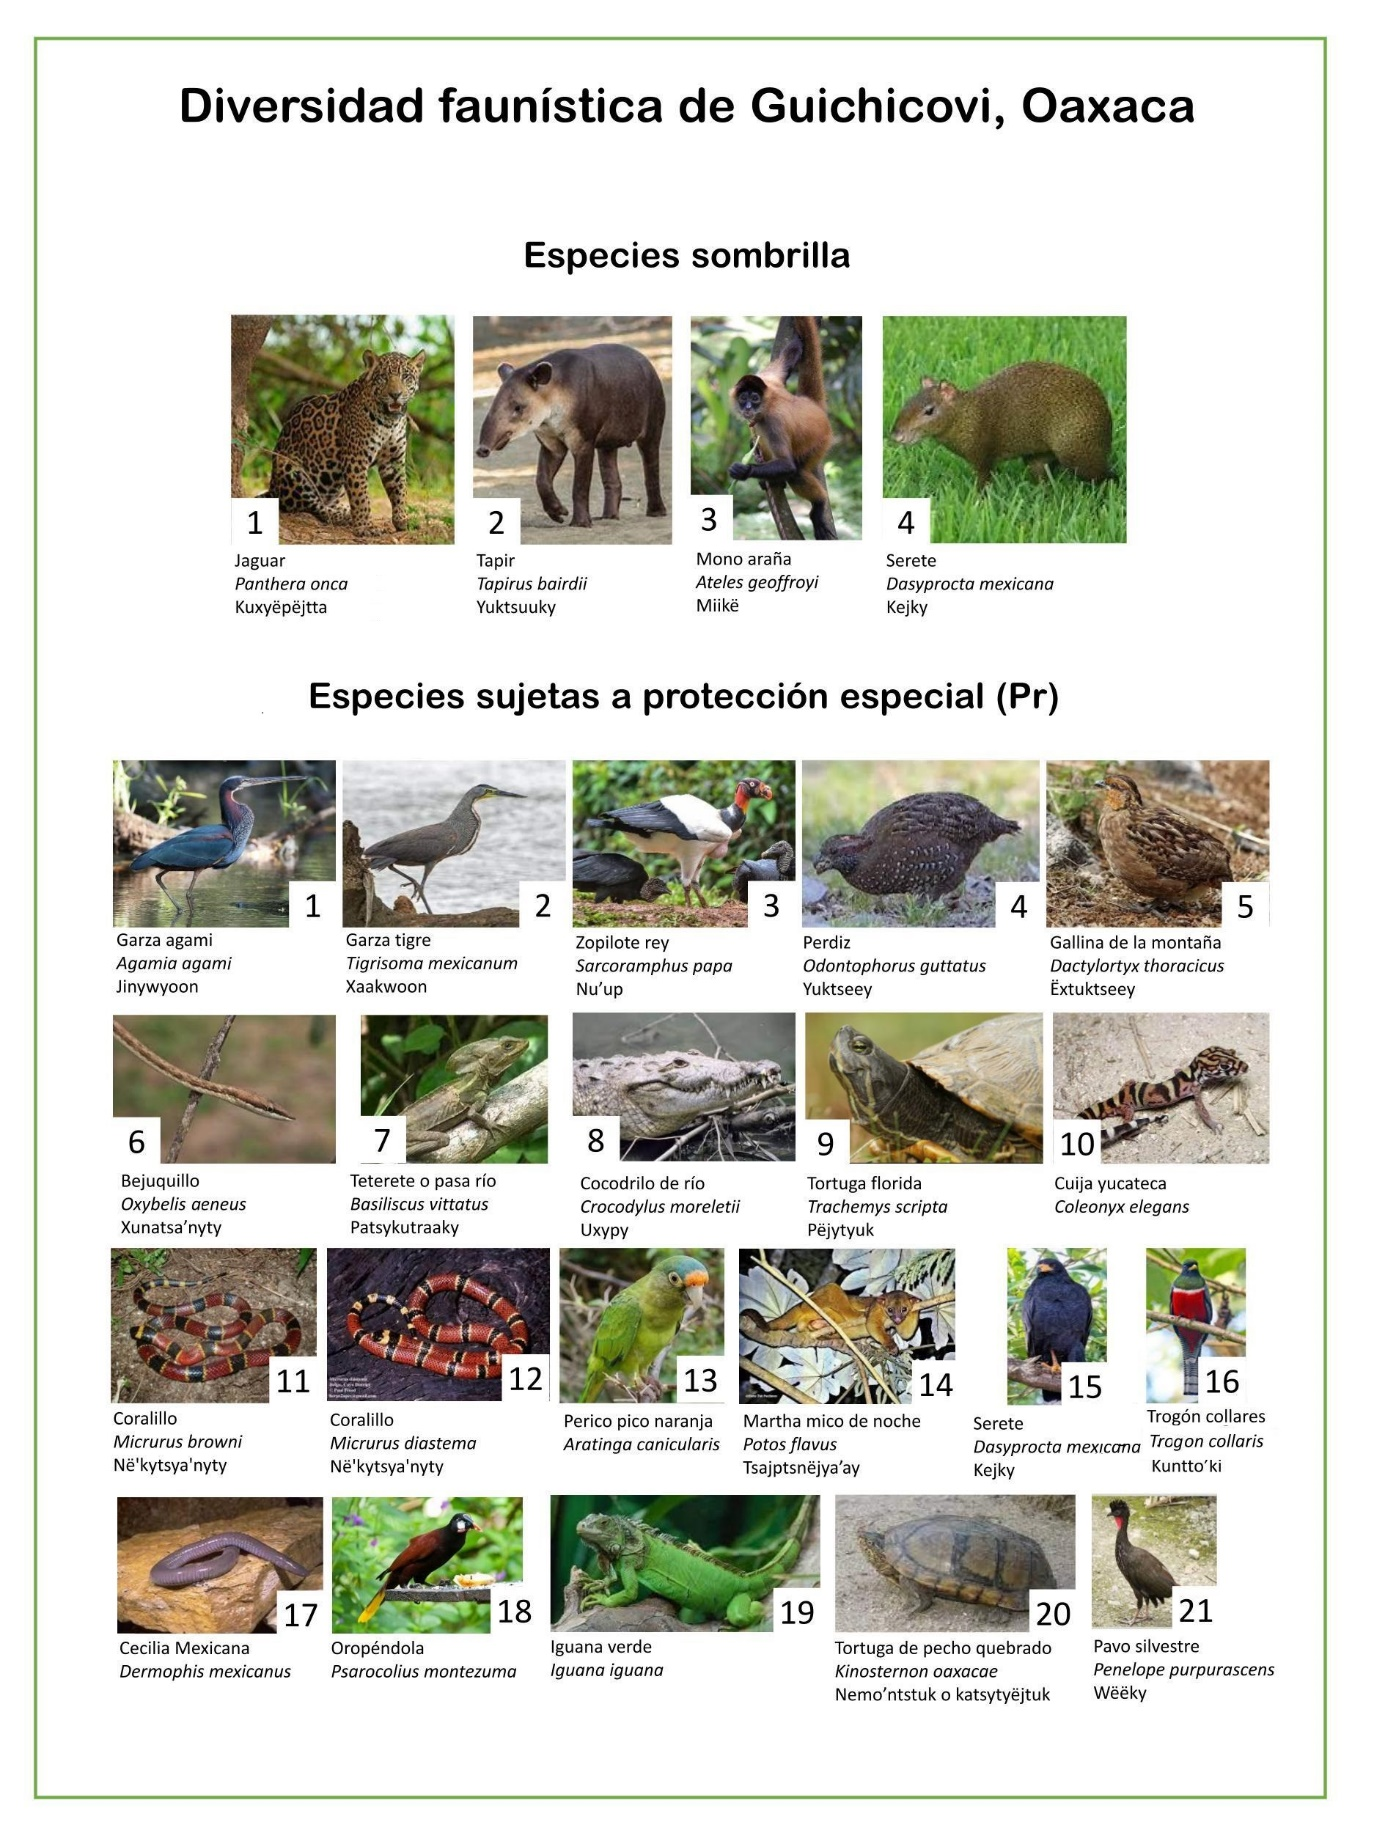 Diversidad faunística de Guichicovi, Oaxaca
Especies sombrilla
1
Jaguar
Panthera onca
Kuxyëpëjtta
2
Tapir
Tapirus bairdii
Yuktsuuky
3
Mono araña
Ateles geoffroyi
Miikë
4
Serete
Dasyprocta mexicana
Kejky
Especies sujetas a protección especial (Pr)
1
Garza agami
Agamia agami
Jinywyoon
2
Garza tigre
Tigrisoma mexicanum
Xaakwoon
3
Zopilote rey
Sarcoramphus papa
Nu’up
4
Perdiz
Odontophorus guttatus
Yuktseey
5
Gallina de la montaña
Dactylortyx thoracicus
Ëxtuktseey
6
Bejuquillo
Oxybelis aeneus
Xunatsa’nyty
7
Teterete o pasa río
Basiliscus vittatus
Patsykutraaky
8
Cocodrilo de río
Crocodylus moreletii
Uxypy
9
Tortuga florida
Trachemys scripta
Pëjytyuk
10
Cuija yucateca
Coleonyx elegans
11
Coralillo
Micrurus browni
Në'kytsya'nyty
12
Coralillo
Micrurus diastema
Në'kytsya'nyty
13
Perico pico naranja
Aratinga canicularis
14
Martha mico de noche
Potos flavus
Tsajptsnëjya’ay
15
Serete
Dasyprocta mexicana
Kejky
16
Trogón collares
Trogon collaris
Kuntto’ki
17
Cecilia Mexicana
Dermophis mexicanus
18
Oropéndola
Psarocolius montezuma
19
Iguana verde
Iguana iguana
20
Tortuga de pecho quebrado
Kinosternon oaxacae
Nemo’ntstuk o katsytyëjtuk
21
Pavo silvestre
Penelope purpurascens
Wëëky